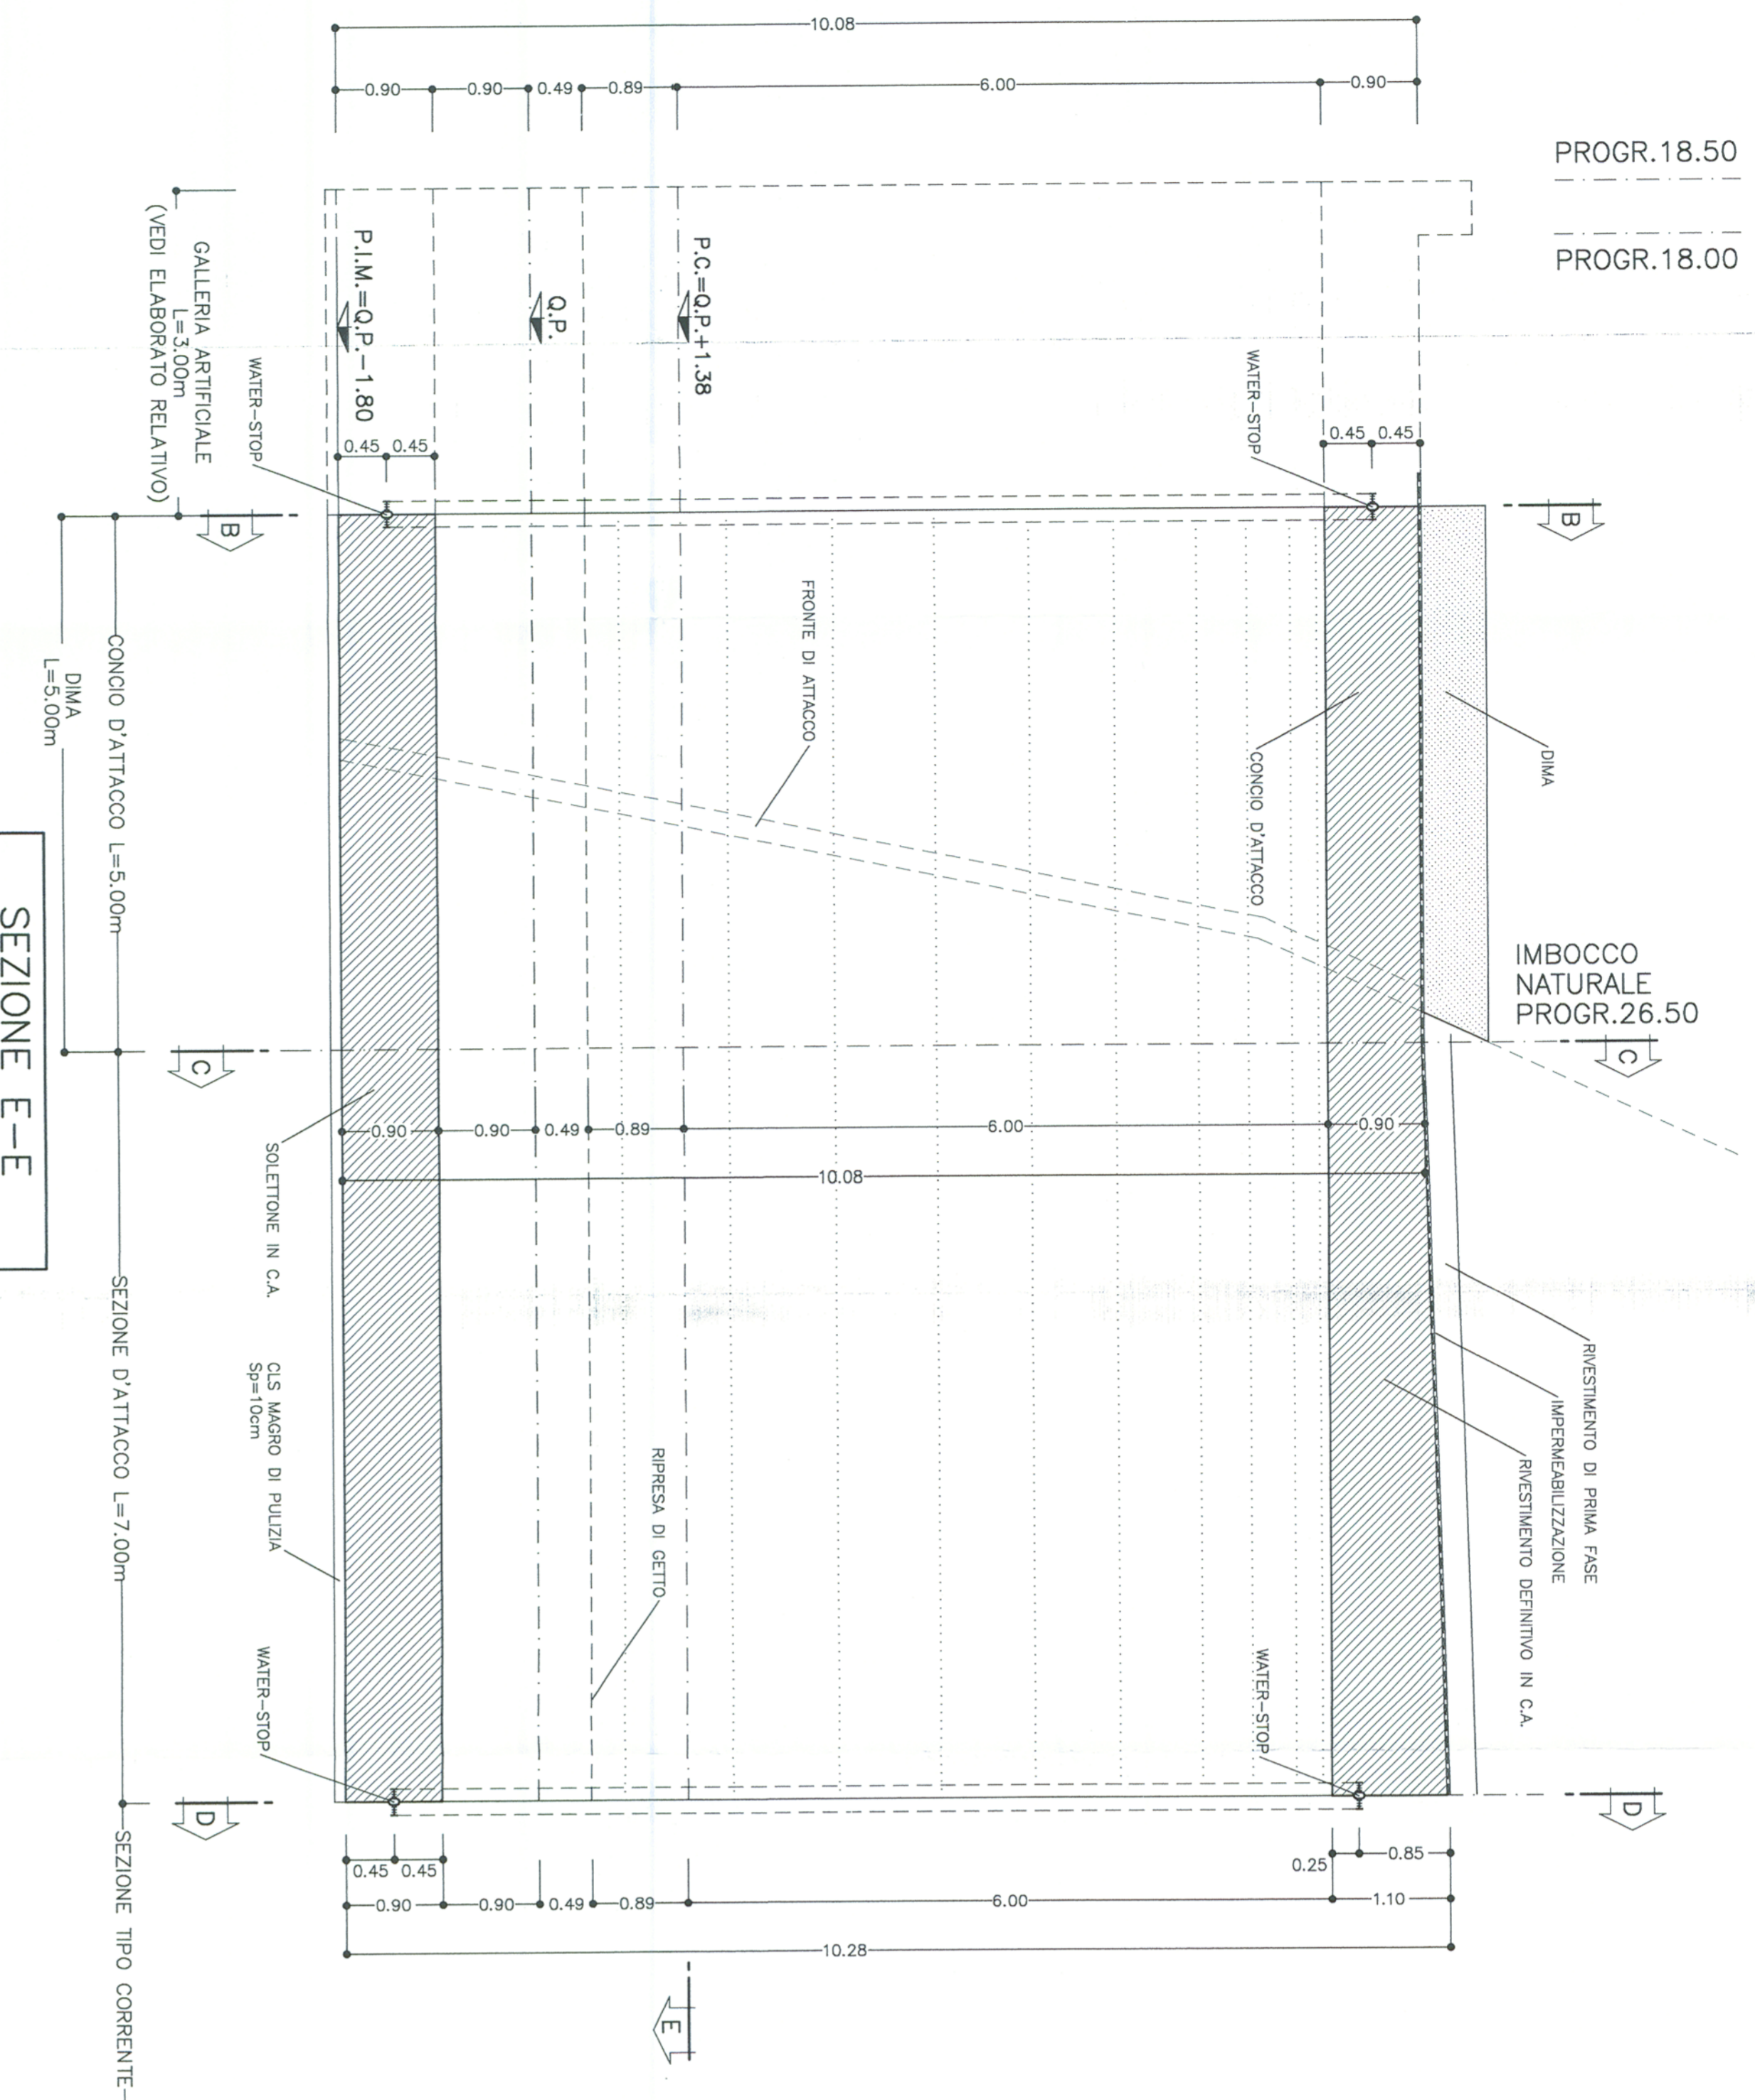 10.08
0.90
0.90
0.49
0.89
6.00
0.90
PROGR.18.50
PROGR.18.00
GALLERIA ARTIFICIALE
L=3.00m
(VEDI ELABORATO RELATIVO)
P.I.M.=Q.P.-1.80
Q.P.
P.C.=Q.P.+1.38
WATER-STOP
WATER-STOP
0.45
0.45
0.45
0.45
B
B
DIMA
L=5.00m
CONCIO D'ATTACCO L=5.00m
FRONTE DI ATTACCO
CONCIO D'ATTACCO
DIMA
IMBOCCO
NATURALE
PROGR.26.50
C
C
0.90
0.90
0.49
0.89
6.00
0.90
10.08
SEZIONE E-E
SOLETTONE IN C.A.
CLS MAGRO DI PULIZIA
Sp=10cm
SEZIONE D'ATTACCO L=7.00m
RIPRESA DI GETTO
RIVESTIMENTO DI PRIMA FASE
IMPERMEABILIZZAZIONE
RIVESTIMENTO DEFINITIVO IN C.A.
WATER-STOP
WATER-STOP
D
D
SEZIONE TIPO CORRENTE
0.45
0.45
0.25
0.85
0.90
0.90
0.49
0.89
6.00
1.10
10.28
E